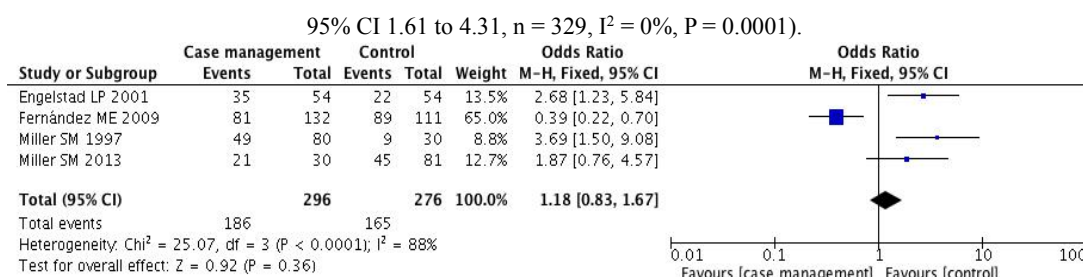 95% CI 1.61 to 4.31, n = 329, I² = 0%, P = 0.0001).
Case management Control Odds Ratio Odds Ratio
Study or Subgroup Events Total Events Total Weight M-H, Fixed, 95% CI M-H, Fixed, 95% CI
Engelstad LP 2001 35 54 22 54 13.5% 2.68 [1.23, 5.84]
Fernández ME 2009 81 132 89 111 65.0% 0.39 [0.22, 0.70]
Miller SM 1997 49 80 9 30 8.8% 3.69 [1.50, 9.08]
Miller SM 2013 21 30 45 81 12.7% 1.87 [0.76, 4.57]
Total (95% CI) 296 276 100.0% 1.18 [0.83, 1.67]
Total events 186 165
Heterogeneity: Chi² = 25.07, df = 3 (P < 0.0001); I² = 88%
Test for overall effect: Z = 0.92 (P = 0.36)
0.01 0.1 1 10 100
Favours [case management] Favours [control]